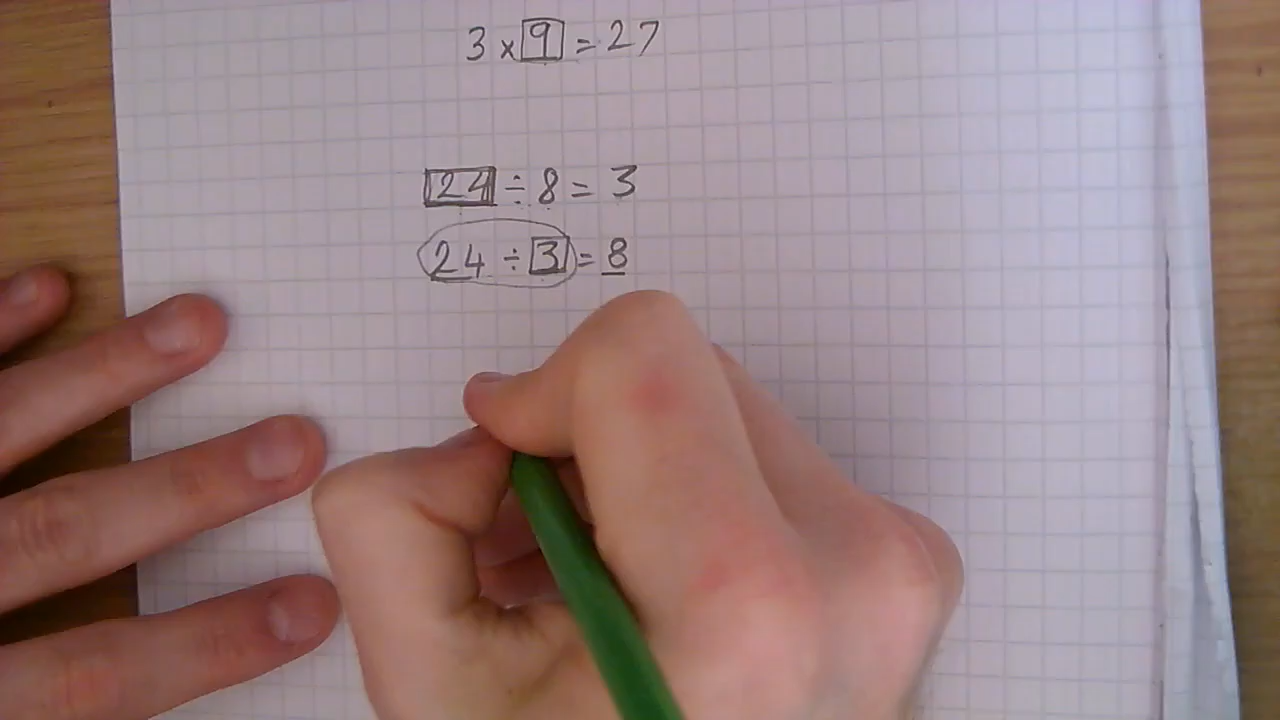 3 × 9 = 27
24 ÷ 8 = 3
24 ÷ 3 = 8